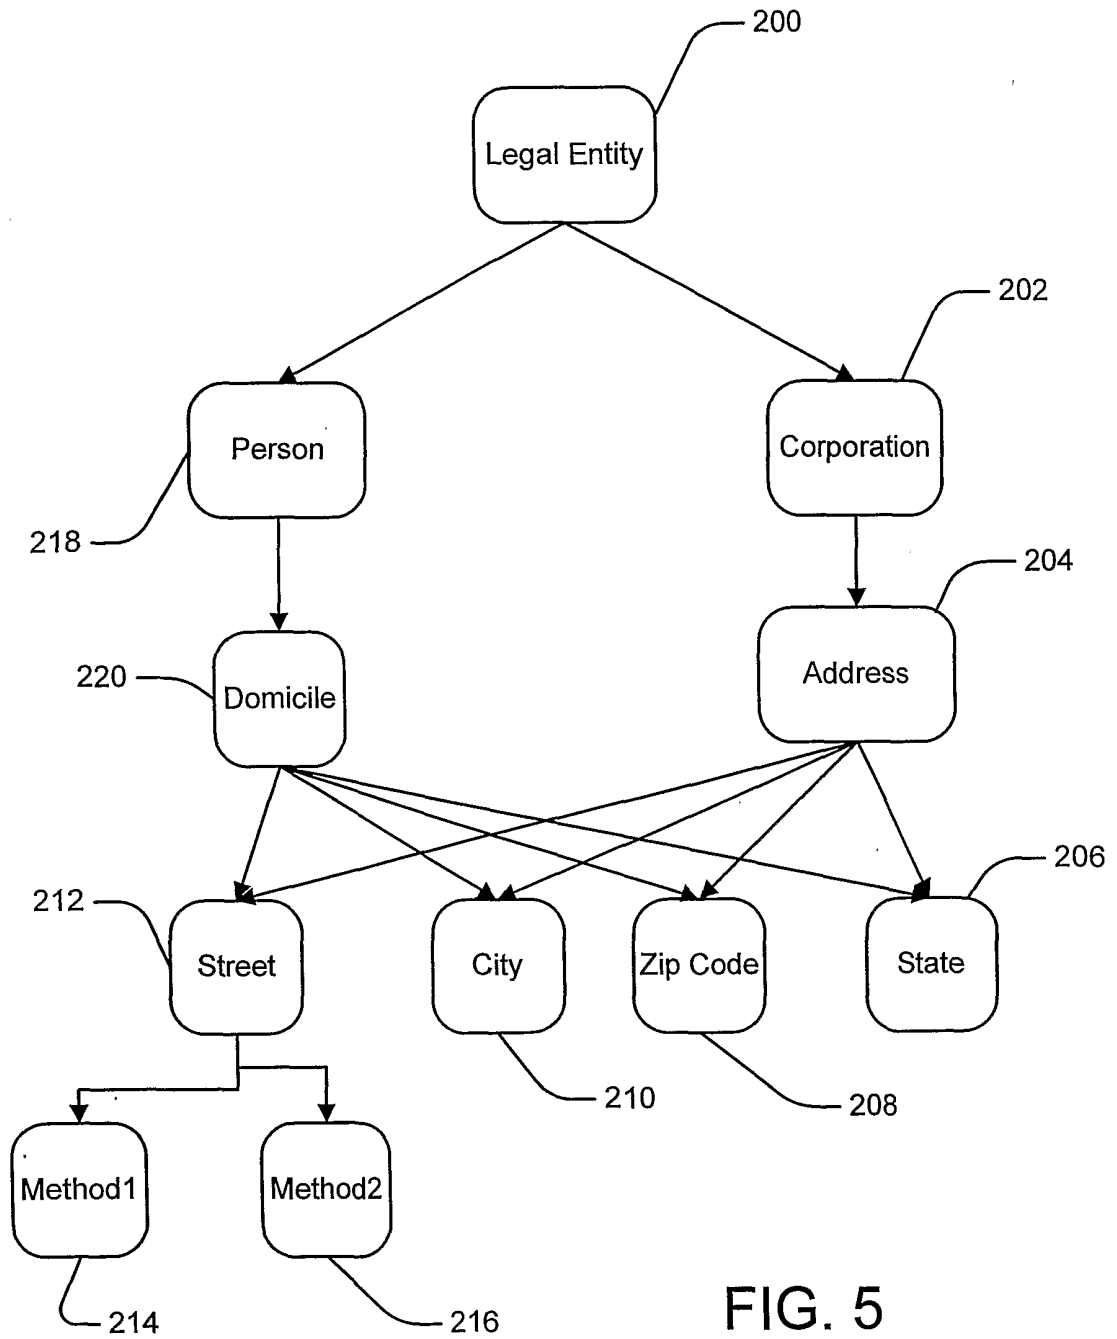 200
Legal Entity
202
Person
Corporation
218
204
220
Domicile
Address
206
212
Street
City
Zip Code
State
210
208
Method1
Method2
214
216
FIG. 5